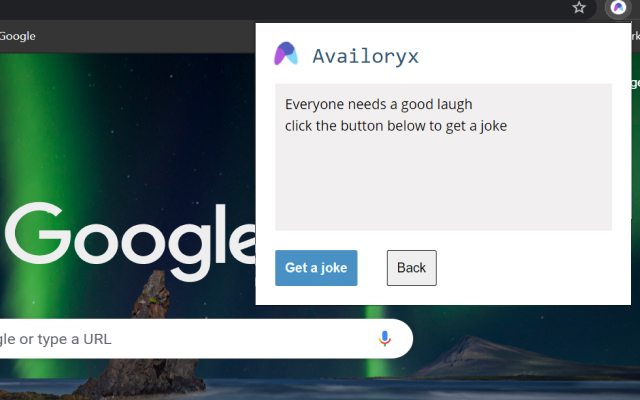 Google
Availoryx
Everyone needs a good laugh
click the button below to get a joke
Get a joke
Back
Google
gle or type a URL